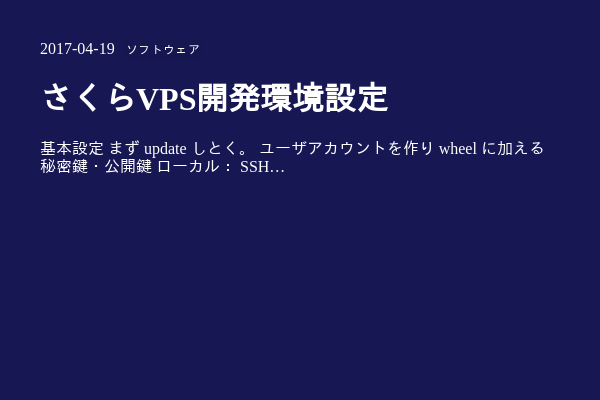 2017-04-19 ソフトウェア
さくらVPS開発環境設定
基本設定 まず update しとく。 ユーザアカウントを作り wheel に加える
秘密鍵・公開鍵 ローカル： SSH…